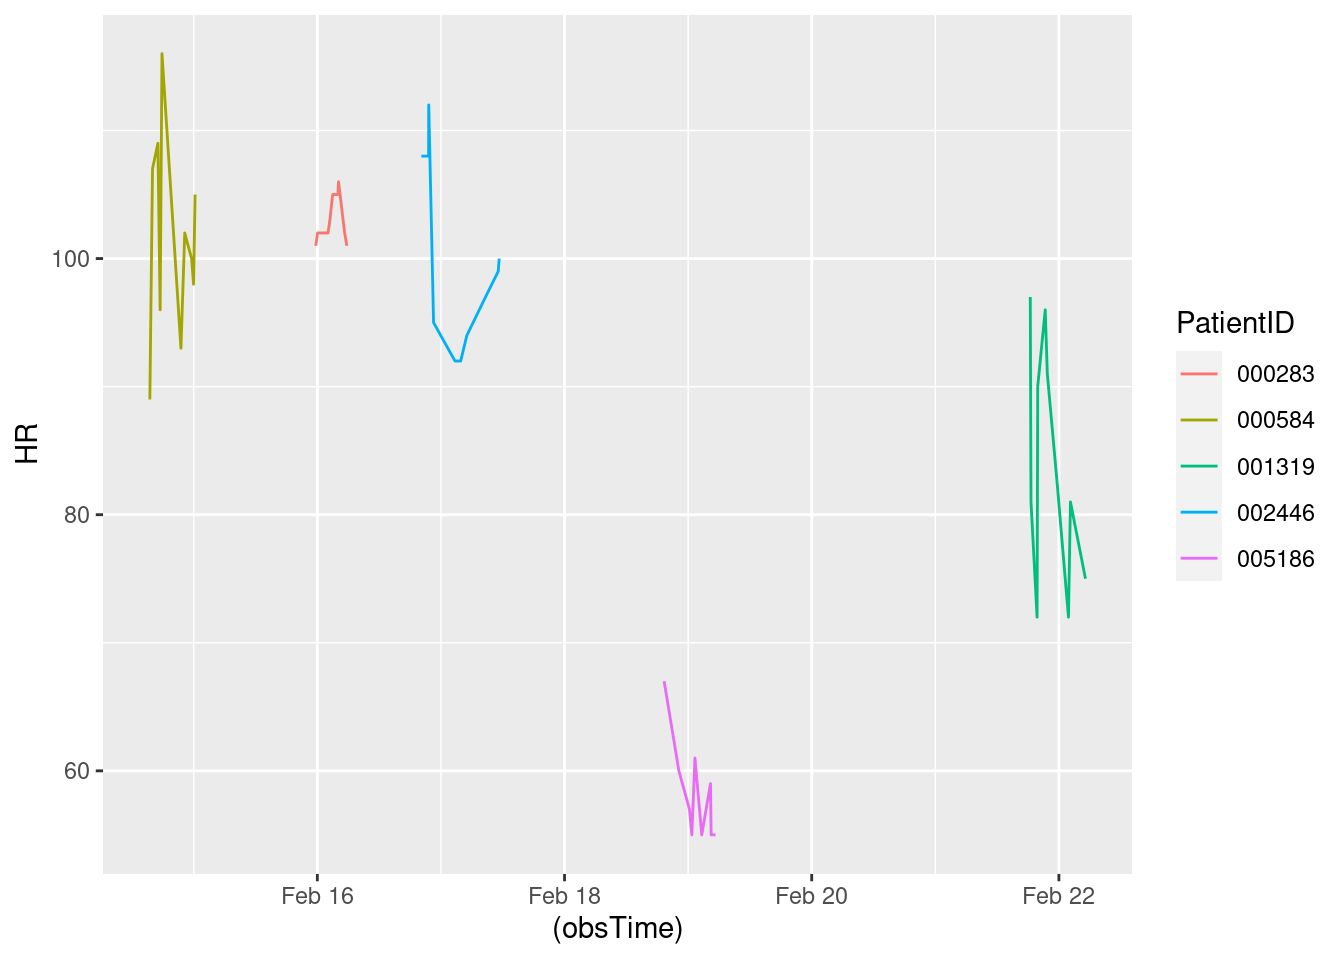 100
80
60
HR
Feb 16
Feb 18
Feb 20
Feb 22
(obsTime)
PatientID
000283
000584
001319
002446
005186